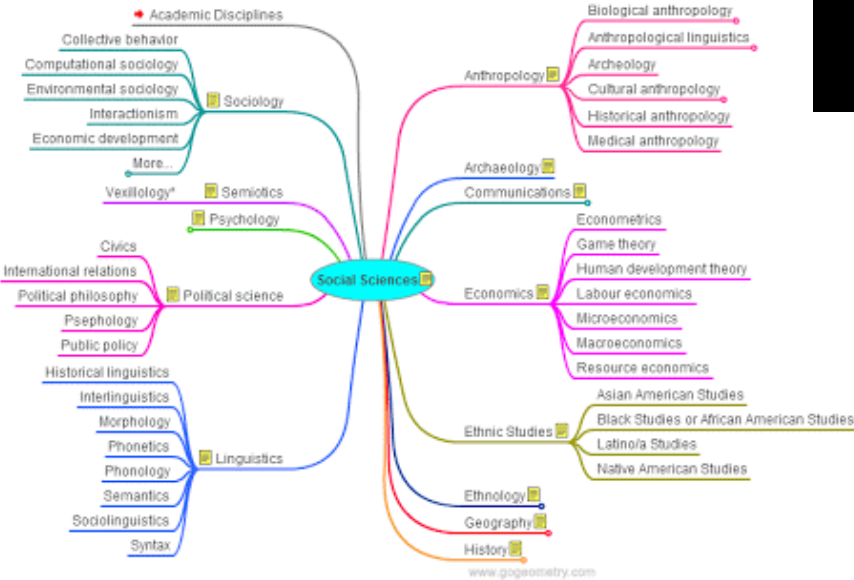 Academic Disciplines
Collective behavior
Computational sociology
Environmental sociology
Interactionism
Economic development
More...
Sociology
Vexillology*
Semiotics
Psychology
Civics
International relations
Political philosophy
Psephology
Public policy
Political science
Historical linguistics
Interlinguistics
Morphology
Phonetics
Phonology
Semantics
Sociolinguistics
Syntax
Linguistics
Social Sciences
Anthropology
Biological anthropology
Anthropological linguistics
Archeology
Cultural anthropology
Historical anthropology
Medical anthropology
Archaeology
Communications
Economics
Econometrics
Game theory
Human development theory
Labour economics
Microeconomics
Macroeconomics
Resource economics
Ethnic Studies
Asian American Studies
Black Studies or African American Studies
Latino/a Studies
Native American Studies
Ethnology
Geography
History
www.gogeometry.com